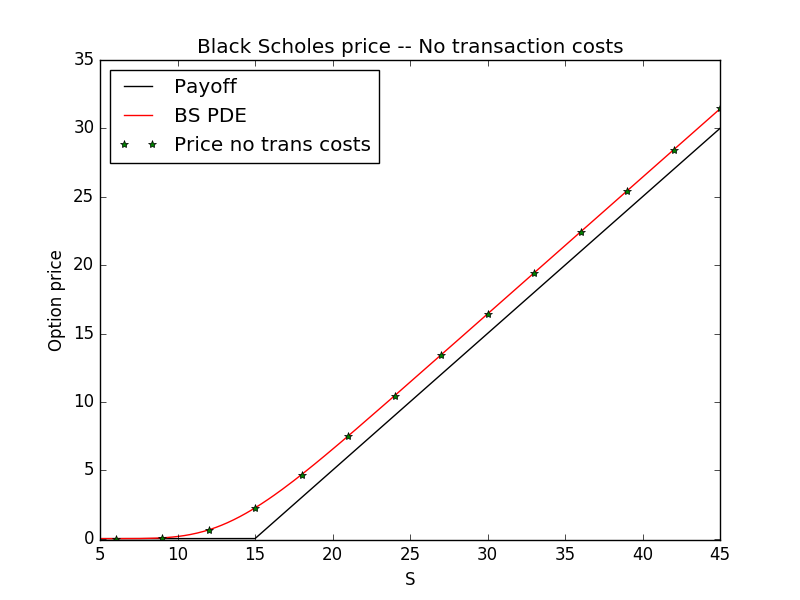 Black Scholes price -- No transaction costs
Payoff
BS PDE
Price no trans costs
Option price
35
30
25
20
15
10
5
0
5 10 15 20 25 30 35 40 45
S